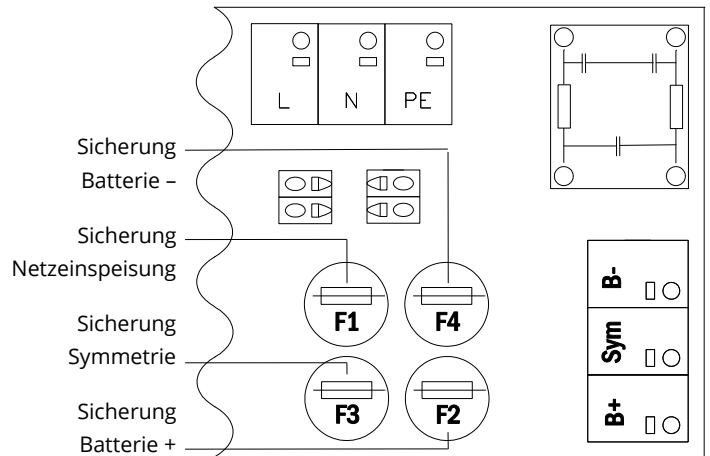 L N PE
Sicherung
Batterie –
Sicherung
Netzeinspeisung
B-
F1 F4
Sicherung
Symmetrie
Sym
F3 F2
Sicherung
Batterie +
B+